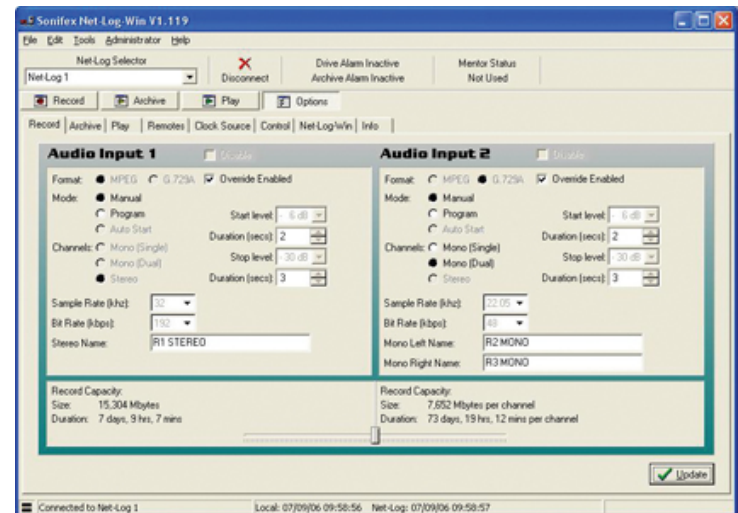 Sonifex Net-Log-Win V1.119
File Edit Tools Administrator Help
Net-Log Selector
Net-Log 1
Disconnect
Drive Alarm Inactive
Archive Alarm Inactive
Mentor Status
Not Used
Record Archive Play Options
Record Archive Play Remotes Clock Source Control Net-Log-Win Info
Audio Input 1
Disable
Format: MPEG G.729A Override Enabled
Mode: Manual
Program
Auto Start
Start level: - 6 dB
Duration (secs): 2
Channels: Mono (Single)
Mono (Dual)
Stereo
Stop level: - 30 dB
Duration (secs): 3
Sample Rate (khz): 32
Bit Rate (kbps): 192
Stereo Name: R1 STEREO
Record Capacity:
Size: 15,304 Mbytes
Duration: 7 days, 9 hrs, 7 mins
Audio Input 2
Disable
Format: MPEG G.729A Override Enabled
Mode: Manual
Program
Auto Start
Start level: - 6 dB
Duration (secs): 2
Channels: Mono (Single)
Mono (Dual)
Stereo
Stop level: - 30 dB
Duration (secs): 3
Sample Rate (khz): 22.05
Bit Rate (kbps): 48
Mono Left Name: R2 MONO
Mono Right Name: R3 MONO
Record Capacity:
Size: 7,652 Mbytes per channel
Duration: 73 days, 19 hrs, 12 mins per channel
Update
Connected to Net-Log 1
Local: 07/09/06 09:58:56 Net-Log: 07/09/06 09:58:57